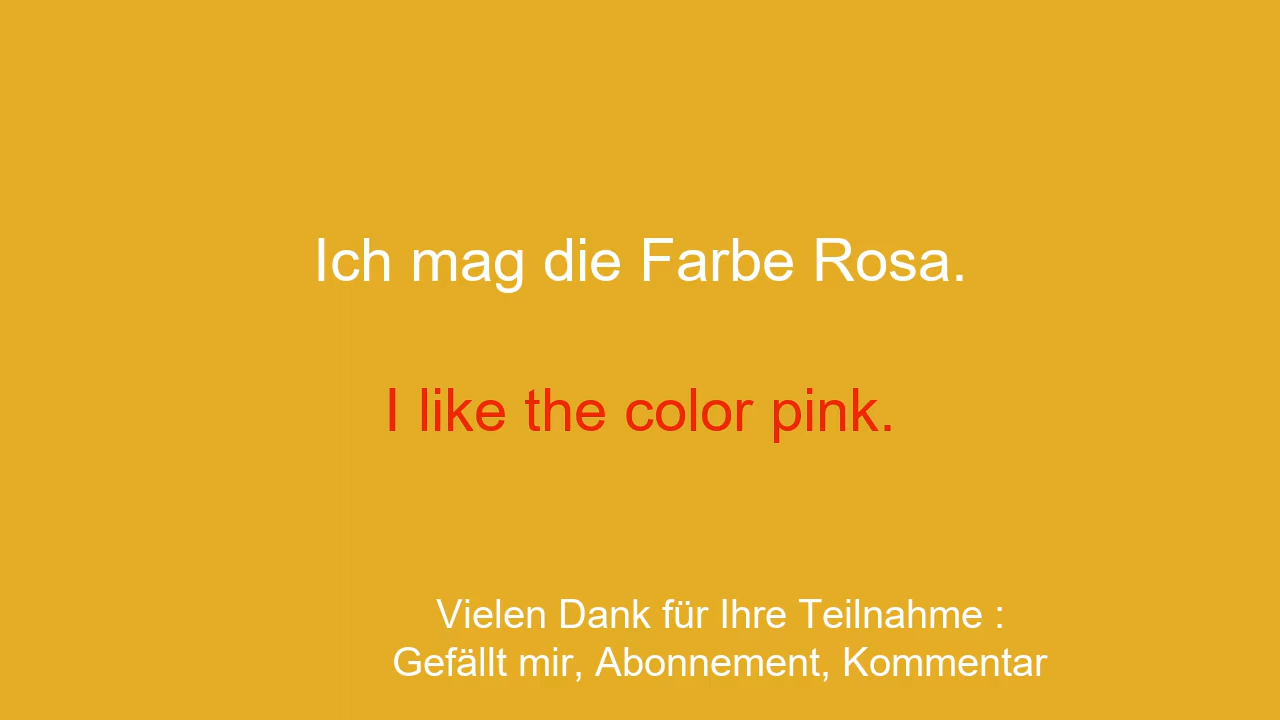 Ich mag die Farbe Rosa.
I like the color pink.
Vielen Dank für Ihre Teilnahme :
Gefällt mir, Abonnement, Kommentar